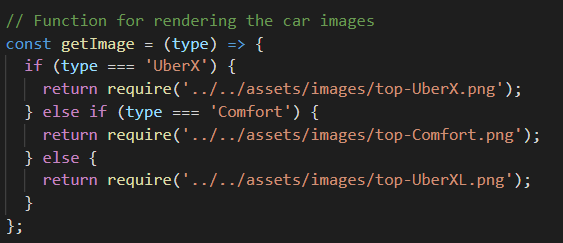 // Function for rendering the car images
const getImage = (type) => {
  if (type === 'UberX') {
    return require('../../assets/images/top-UberX.png');
  } else if (type === 'Comfort') {
    return require('../../assets/images/top-Comfort.png');
  } else {
    return require('../../assets/images/top-UberXL.png');
  }
};